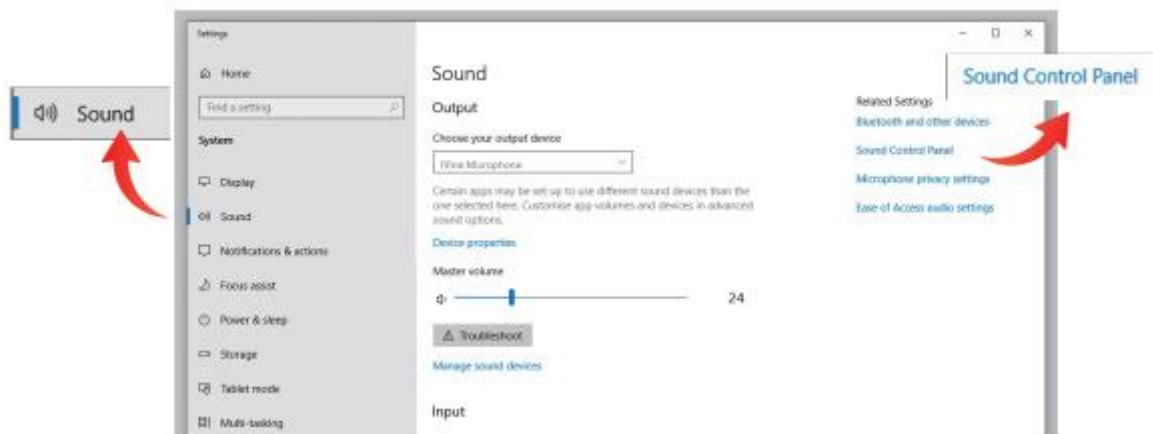 Settings
Home
Find a setting
System
Display
Sound
Notifications & actions
Focus assist
Power & sleep
Storage
Tablet mode
Multi-tasking
Sound
Sound
Output
Choose your output device
Microphone
Certain apps may be set up to use different sound devices than the
one selected here. Customise app volumes and devices in advanced
sound options.
Device properties
Master volume
24
Troubleshoot
Manage sound devices
Input
Sound Control Panel
Related Settings
Bluetooth and other devices
Sound Control Panel
Microphone privacy settings
Ease of Access audio settings